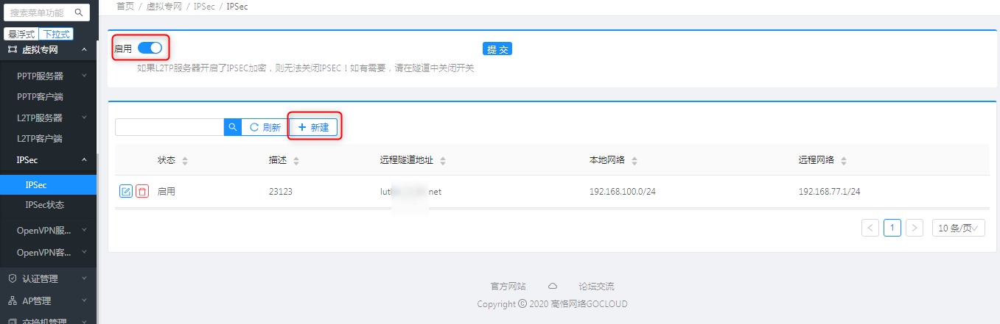 搜索菜单功能
首页 / 虚拟专网 / IPSec / IPSec
悬浮式 下拉式
虚拟专网
PPTP服务器
PPTP客户端
L2TP服务器
L2TP客户端
IPSec
IPSec
IPSec状态
OpenVPN服...
OpenVPN客...
认证管理
AP管理
交换机管理
启用
提 交
如果L2TP服务器开启了IPSEC加密，则无法关闭IPSEC！如有需要，请在隧道中关闭开关
刷新 新建
状态 描述 远程隧道地址 本地网络 远程网络
启用 23123 net 192.168.100.0/24 192.168.77.1/24
1 10 条/页
官方网站 论坛交流
Copyright © 2020 高恪网络GOCLOUD